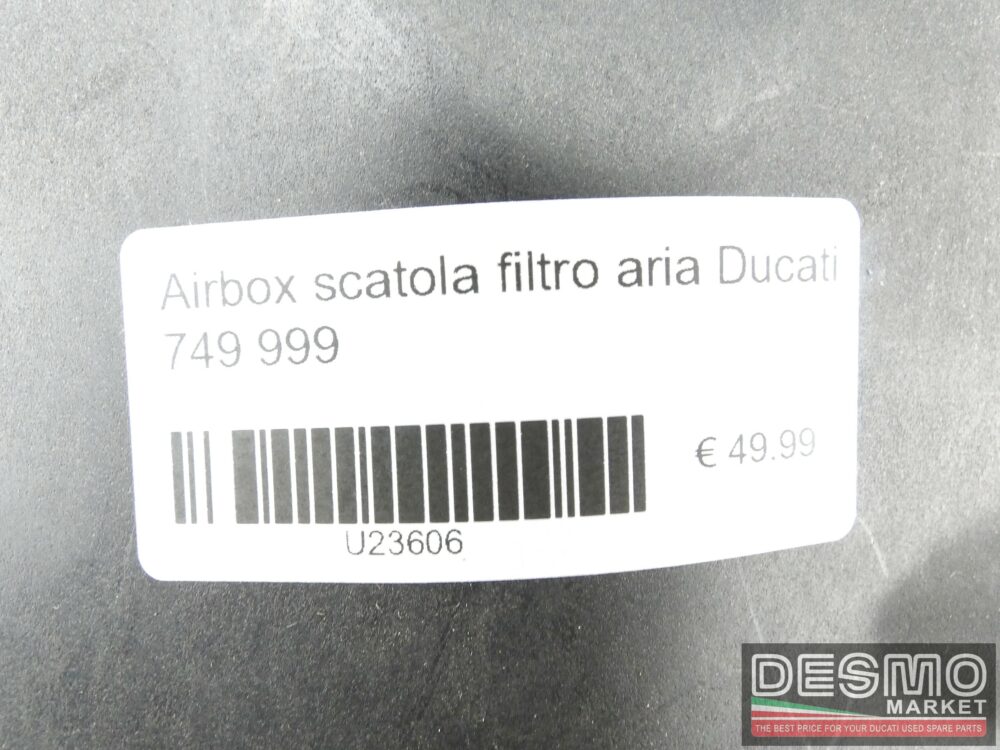 Airbox scatola filtro aria Ducati
749 999
€ 49.99
U23606
DESMO
MARKET
THE BEST PRICE FOR YOUR DUCATI USED SPARE PARTS